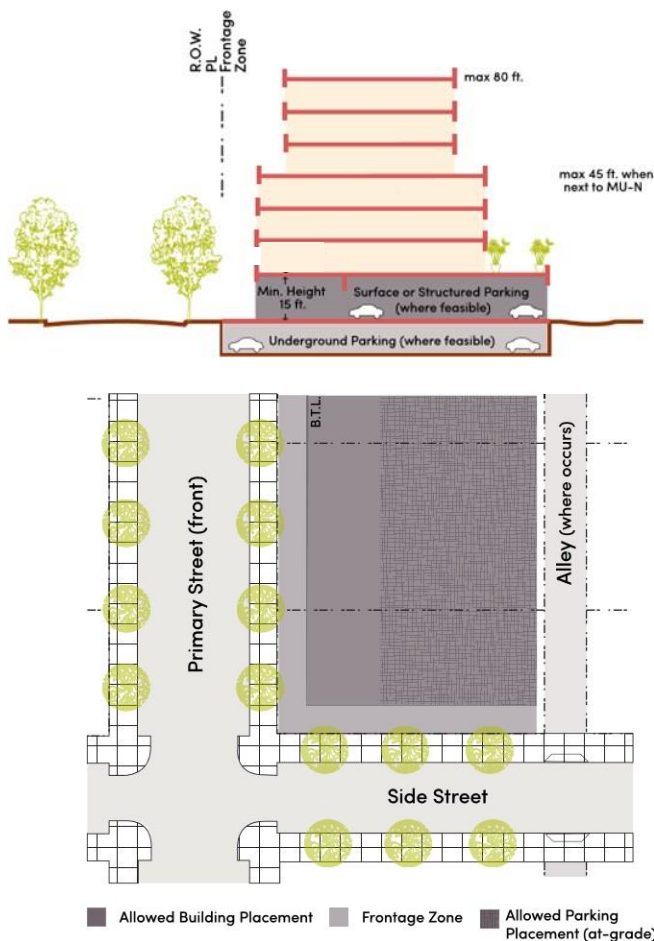 R.O.W.
PL
Frontage
Zone
max 80 ft.
max 45 ft. when
next to MU-N
Min. Height
15 ft.
Surface or Structured Parking
(where feasible)
Underground Parking (where feasible)
B.T.L.
Primary Street (front)
Alley (where occurs)
Side Street
Allowed Building Placement
Frontage Zone
Allowed Parking
Placement (at-grade)